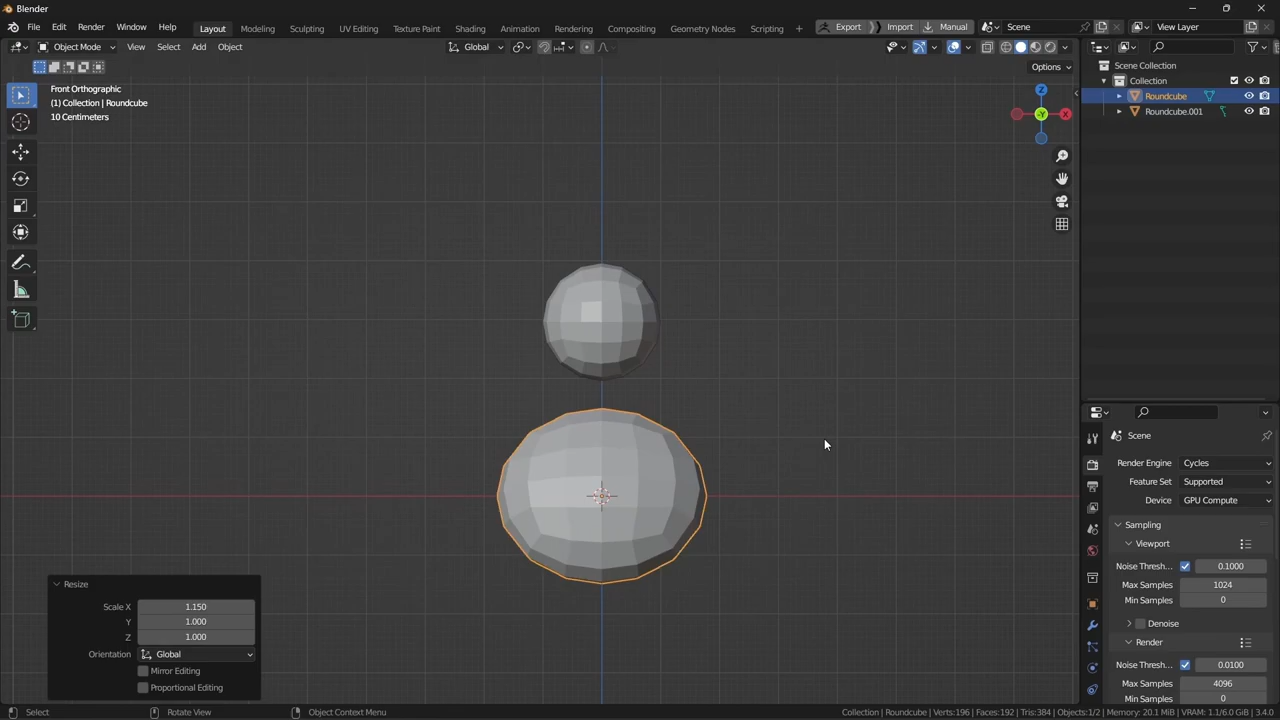 Blender
File Edit Render Window Help Layout Modeling Sculpting UV Editing Texture Paint Shading Animation Rendering Compositing Geometry Nodes Scripting + Export Import Manual Scene View Layer
Object Mode View Select Add Object Global
Options
Front Orthographic
(1) Collection | Roundcube
10 Centimeters
Z
-Y
X
Scene Collection
Collection
Roundcube
Roundcube.001
Scene
Render Engine Cycles
Feature Set Supported
Device GPU Compute
Sampling
Viewport
Noise Thresh... 0.1000
Max Samples 1024
Min Samples 0
Denoise
Render
Noise Thresh... 0.0100
Max Samples 4096
Min Samples 0
Resize
Scale X 1.150
Y 1.000
Z 1.000
Orientation Global
Mirror Editing
Proportional Editing
Select Rotate View Object Context Menu Collection | Roundcube | Verts:196 | Faces:192 | Tris:384 | Objects:1/2 | Memory: 20.1 MiB | VRAM: 1.1/6.0 GiB | 3.4.0